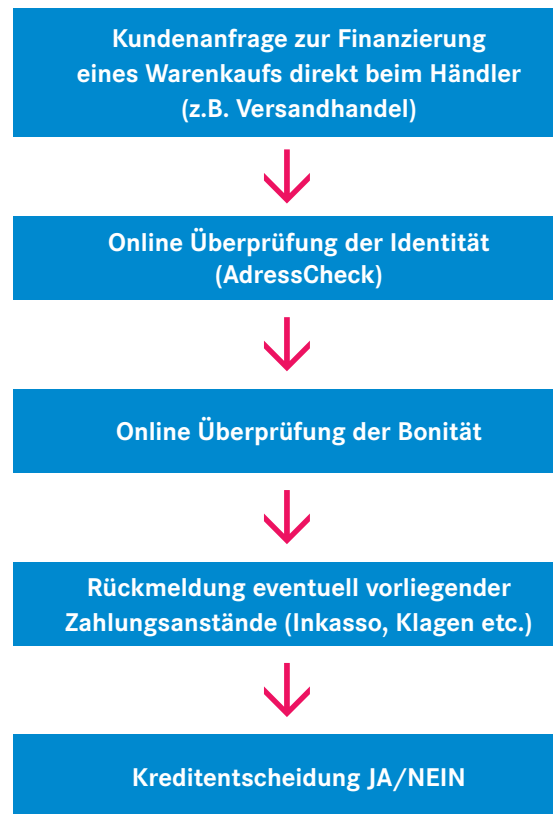 Kundenanfrage zur Finanzierung
eines Warenkaufs direkt beim Händler
(z.B. Versandhandel)
Online Überprüfung der Identität
(AdressCheck)
Online Überprüfung der Bonität
Rückmeldung eventuell vorliegender
Zahlungsanstände (Inkasso, Klagen etc.)
Kreditentscheidung JA/NEIN